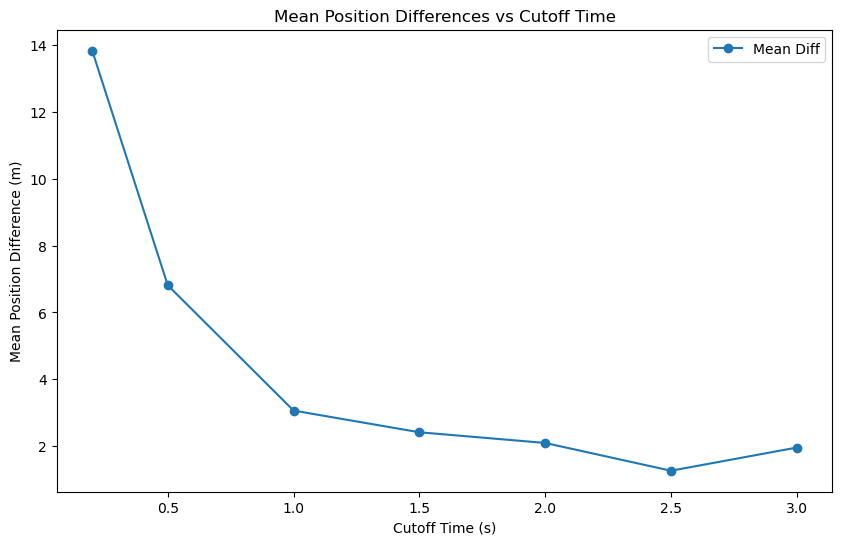 Mean Position Differences vs Cutoff Time
Mean Diff
Mean Position Difference (m)
14
12
10
8
6
4
2
0.5 1.0 1.5 2.0 2.5 3.0
Cutoff Time (s)